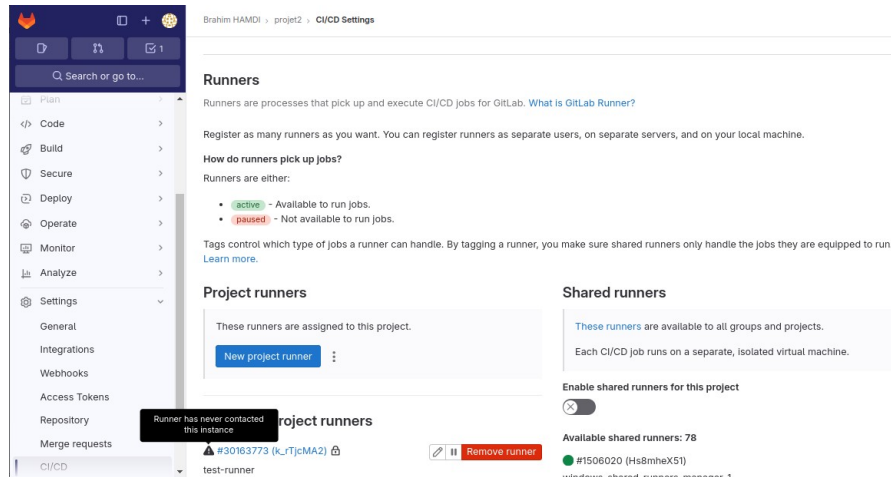 Brahim HAMDI > projet2 > CI/CD Settings
1
Search or go to...
Plan
Code
Build
Secure
Deploy
Operate
Monitor
Analyze
Settings
General
Integrations
Webhooks
Access Tokens
Repository
Merge requests
CI/CD
Runners
Runners are processes that pick up and execute CI/CD jobs for GitLab. What is GitLab Runner?
Register as many runners as you want. You can register runners as separate users, on separate servers, and on your local machine.
How do runners pick up jobs?
Runners are either:
active - Available to run jobs.
paused - Not available to run jobs.
Tags control which type of jobs a runner can handle. By tagging a runner, you make sure shared runners only handle the jobs they are equipped to run
Learn more.
Project runners
These runners are assigned to this project.
New project runner
Runner has never contacted
this instance
roject runners
#30163773 (k_rTjcMA2)
Remove runner
test-runner
Shared runners
These runners are available to all groups and projects.
Each CI/CD job runs on a separate, isolated virtual machine.
Enable shared runners for this project
Available shared runners: 78
#1506020 (Hs8mheX51)
windows-shared-runners-manager-1